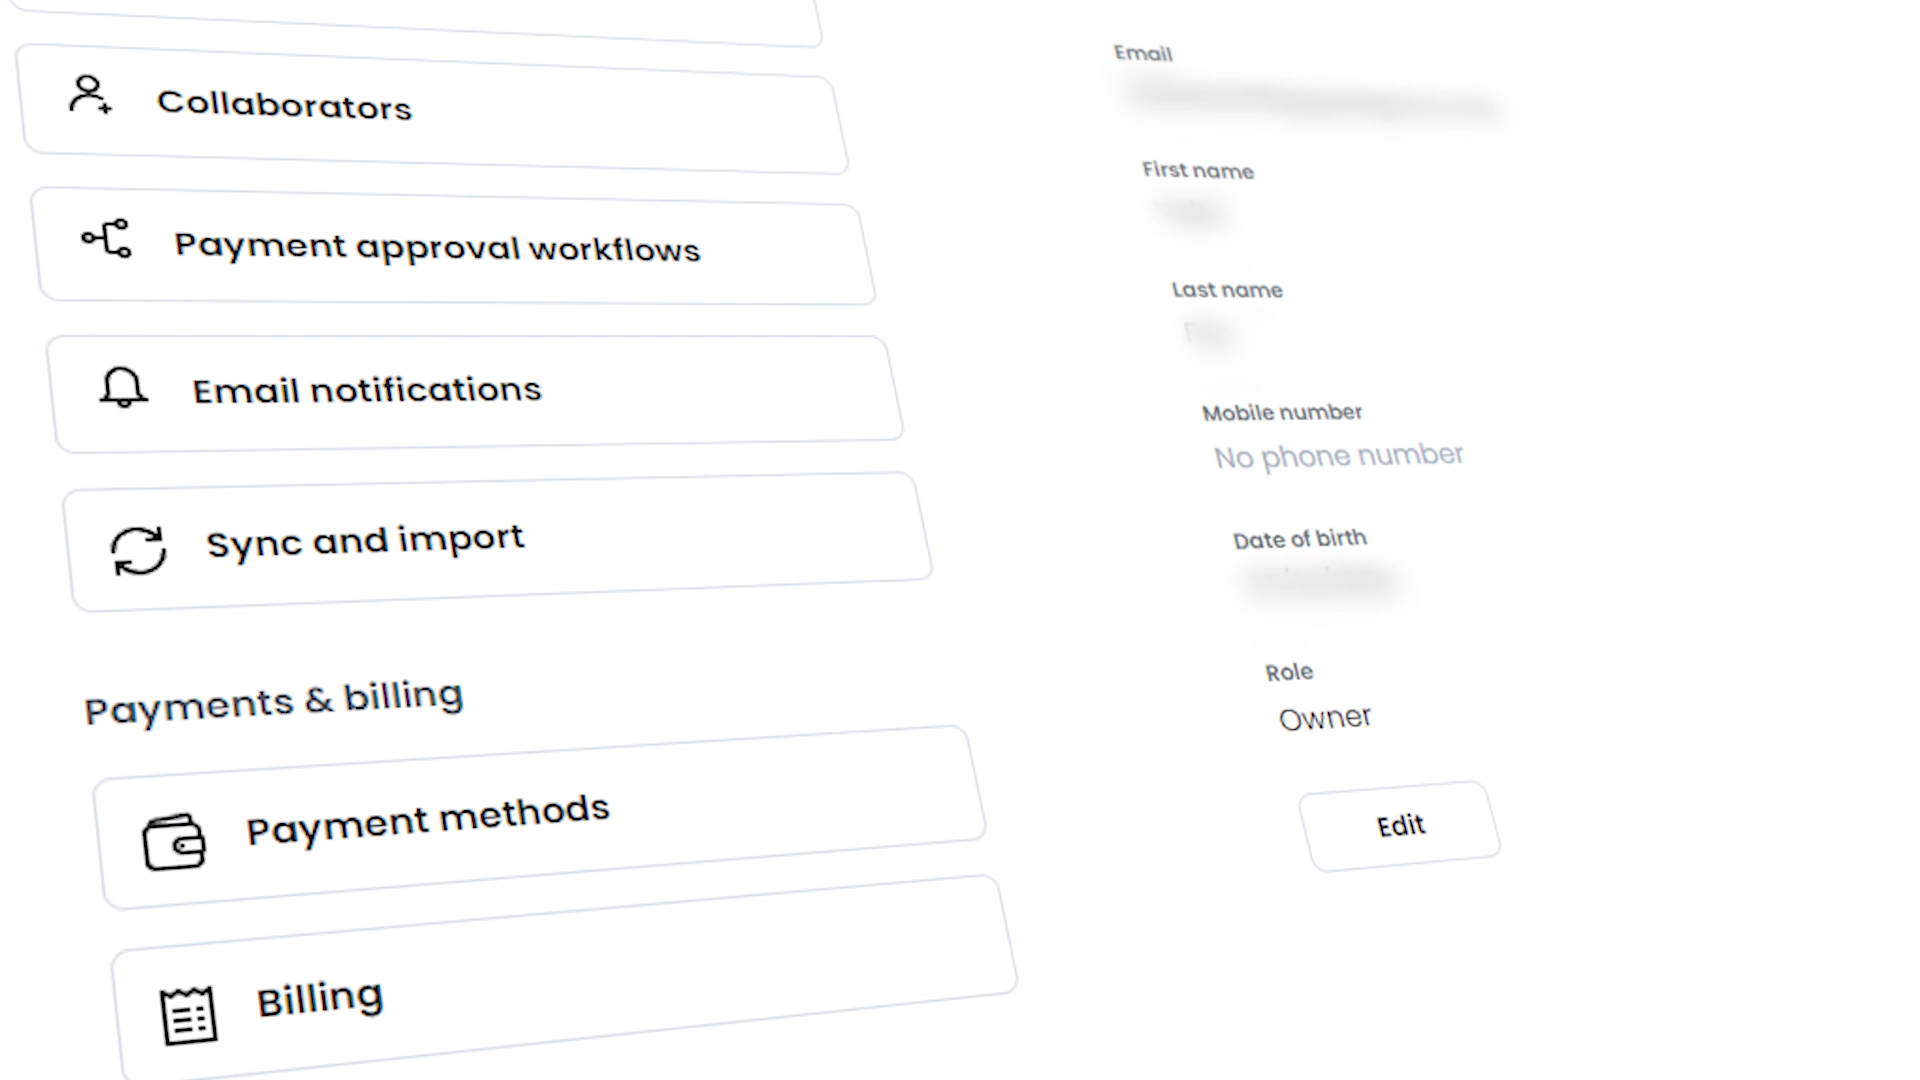 Collaborators
Payment approval workflows
Email notifications
Sync and import
Payments & billing
Payment methods
Billing
Email
First name
Last name
Mobile number
No phone number
Date of birth
Role
Owner
Edit